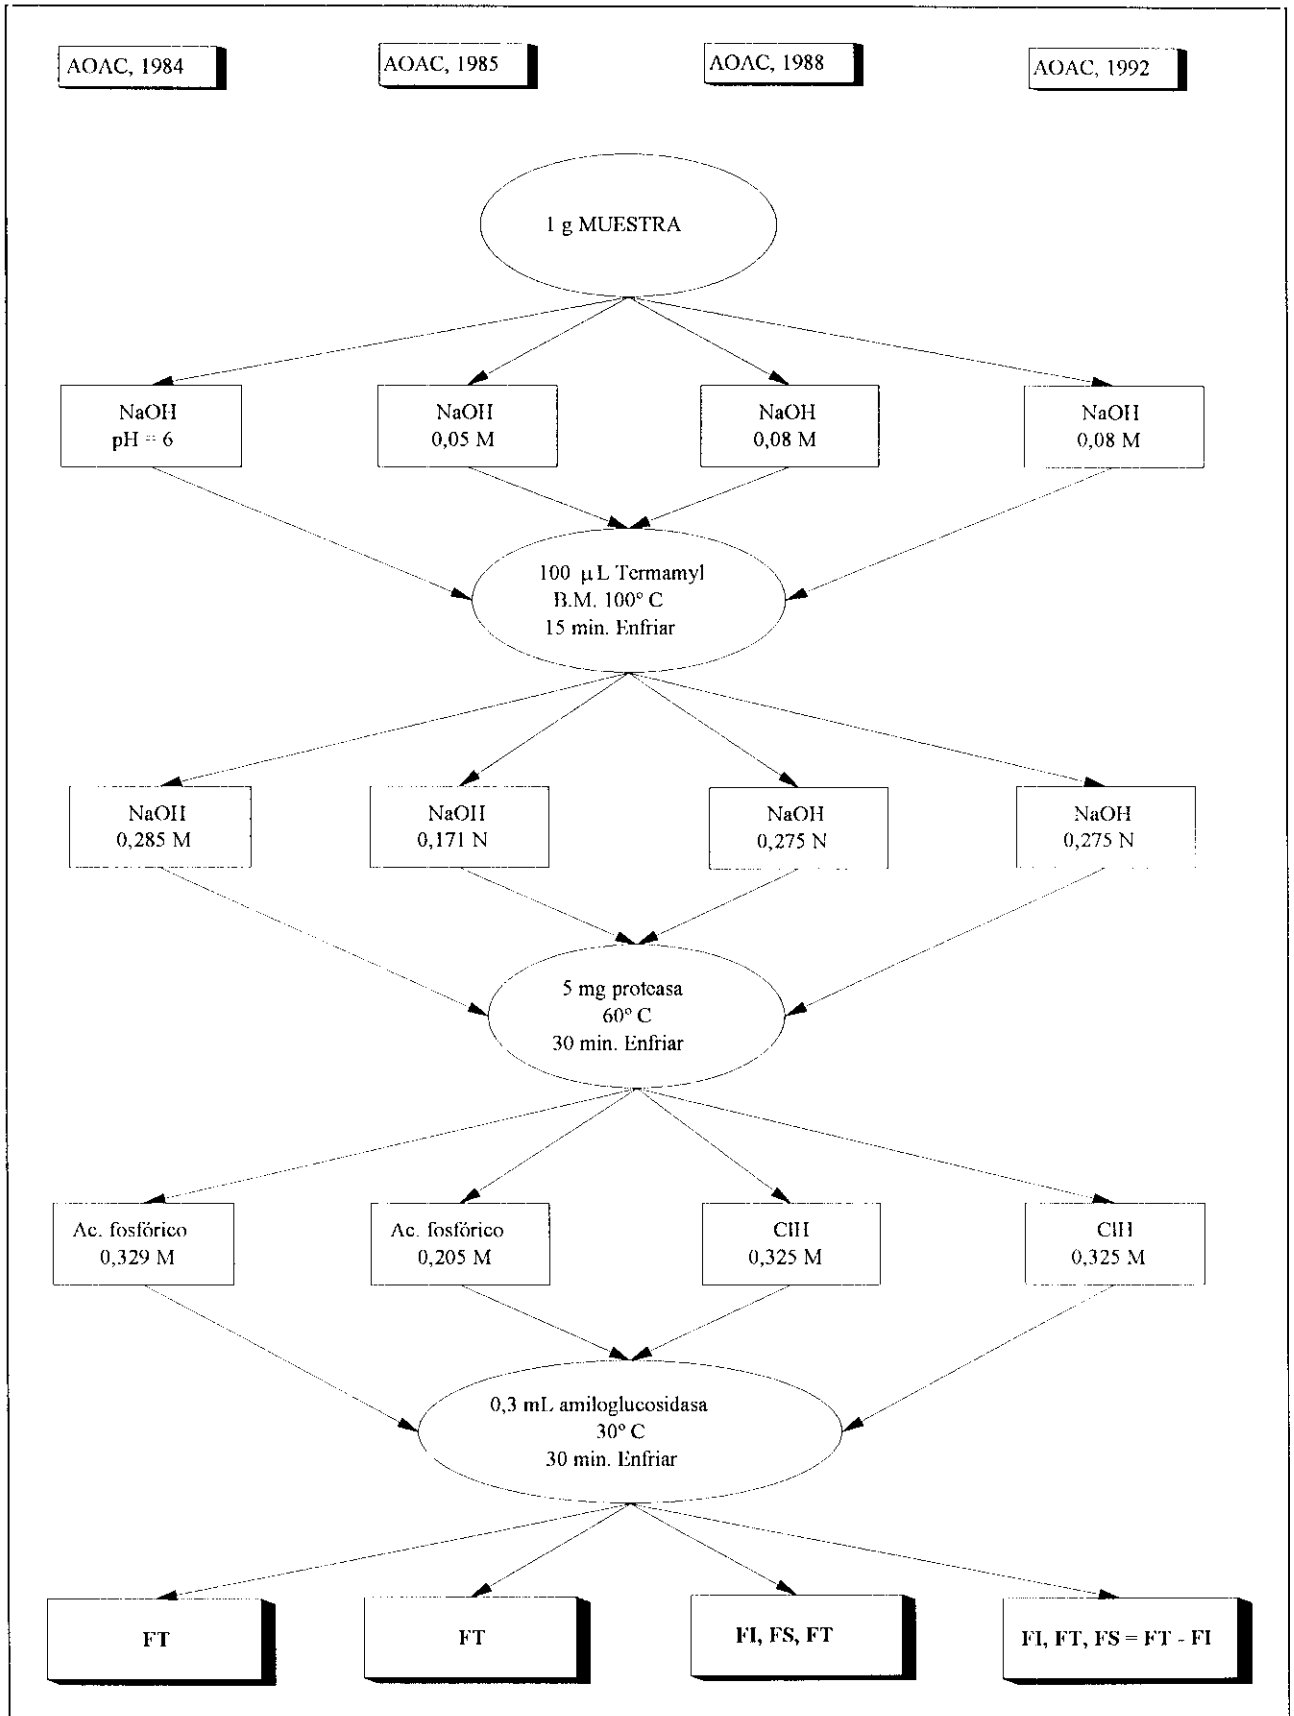 AOAC, 1984
AOAC, 1985
AOAC, 1988
AOAC, 1992
1 g MUESTRA
NaOH
pH = 6
NaOH
0,05 M
NaOH
0,08 M
NaOH
0,08 M
100 µL Termamyl
B.M. 100° C
15 min. Enfriar
NaOH
0,285 M
NaOH
0,171 N
NaOH
0,275 N
NaOH
0,275 N
5 mg proteasa
60° C
30 min. Enfriar
Ac. fosfórico
0,329 M
Ac. fosfórico
0,205 M
ClH
0,325 M
ClH
0,325 M
0,3 mL amiloglucosidasa
30° C
30 min. Enfriar
FT
FT
FI, FS, FT
FI, FT, FS = FT - FI